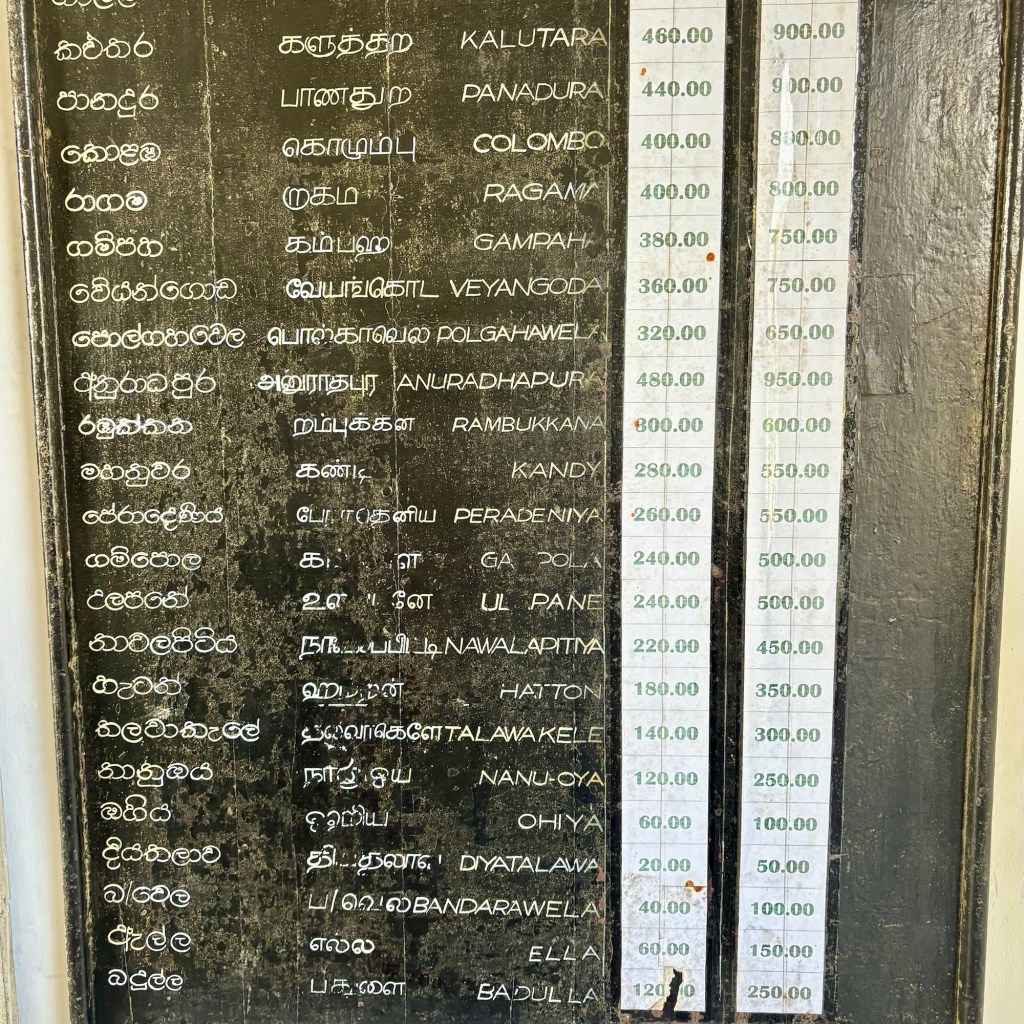 කළුතර களுத்தற KALUTARA 460.00 900.00
පානදුර பாணதுற PANADURA 440.00 900.00
කොළඹ கொழும்பு COLOMBO 400.00 800.00
රාගම றகம RAGAMA 400.00 800.00
ගම්පහ கம்பஹ GAMPAHA 380.00 750.00
වේයන්ගොඩ வேயங்கொட VEYANGODA 360.00 750.00
පොල්ගහවෙල பொல்காவெல POLGAHAWELA 320.00 650.00
අනුරාධපුර அனுராதபுர ANURADHAPURA 480.00 950.00
රඹුක්කන றம்புக்கன RAMBUKKANA 300.00 600.00
මහනුවර கண்டி KANDY 280.00 550.00
පේරාදෙණිය PERADENIYA 260.00 550.00
ගම්පොල 240.00 500.00
උලපනේ 240.00 500.00
නාවලපිටිය NAWALAPITIYA 220.00 450.00
හැටන් HATTON 180.00 350.00
තලවාකැලේ TALAWAKELE 140.00 300.00
නානුඔය NANU-OYA 120.00 250.00
ඔහිය OHIYA 60.00 100.00
දියතලාව DIYATALAWA 20.00 50.00
බ/වෙල ப/வெல BANDARAWELA 40.00 100.00
ඇල්ල எல்ல ELLA 60.00 150.00
බදුල්ල பதுளை BADULLA 250.00